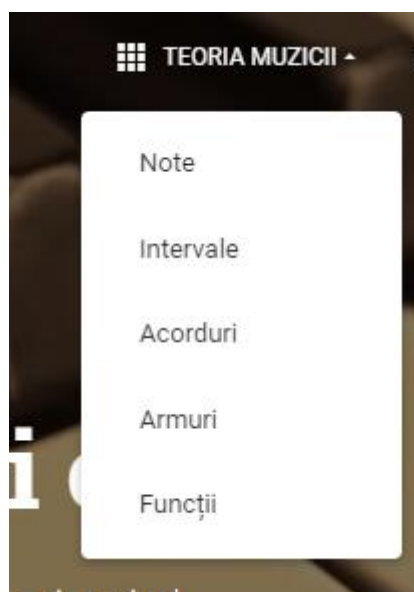 TEORIA MUZICII
Note
Intervale
Acorduri
Armuri
i
Funcții